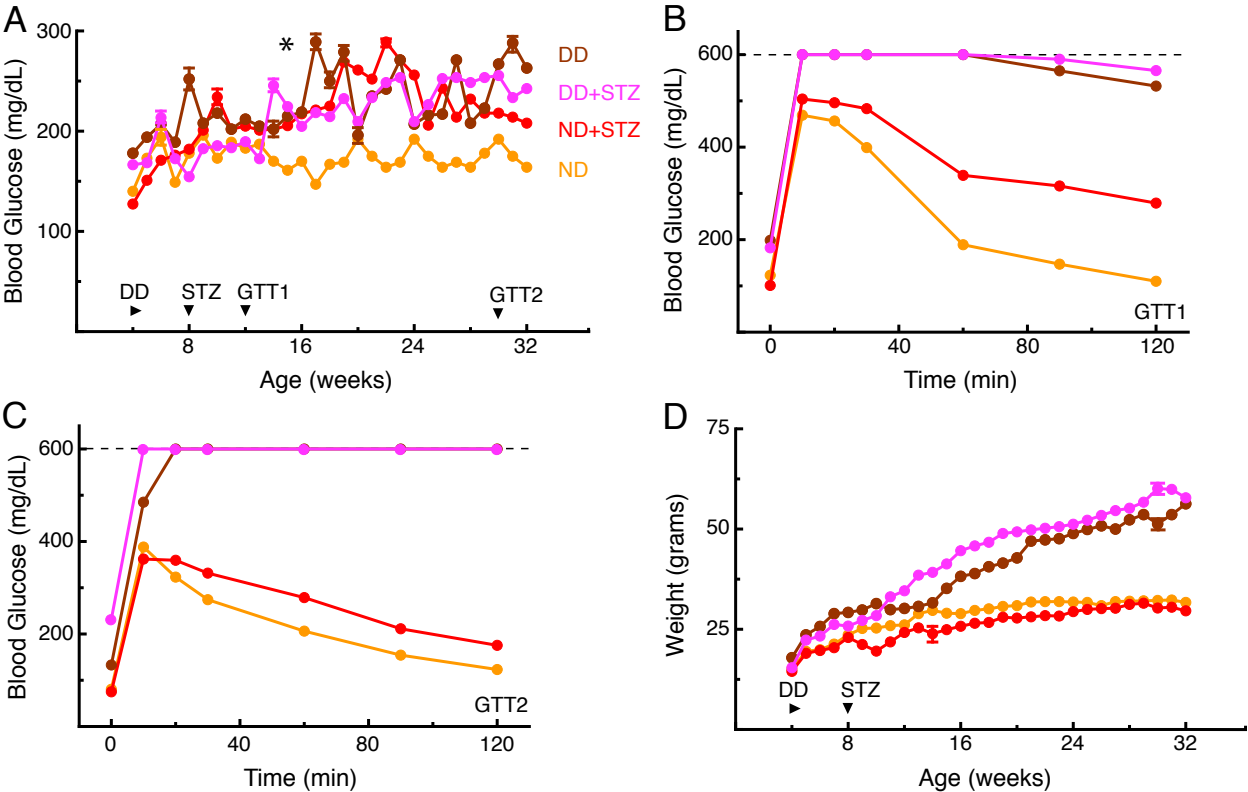 A
Blood Glucose (mg/dL)
300
200
100
*
DD
DD+STZ
ND+STZ
ND
DD
STZ
GTT1
GTT2
8
16
24
32
Age (weeks)
B
Blood Glucose (mg/dL)
600
400
200
GTT1
0
40
80
120
Time (min)
C
Blood Glucose (mg/dL)
600
400
200
GTT2
0
40
80
120
Time (min)
D
Weight (grams)
75
50
25
DD
STZ
8
16
24
32
Age (weeks)